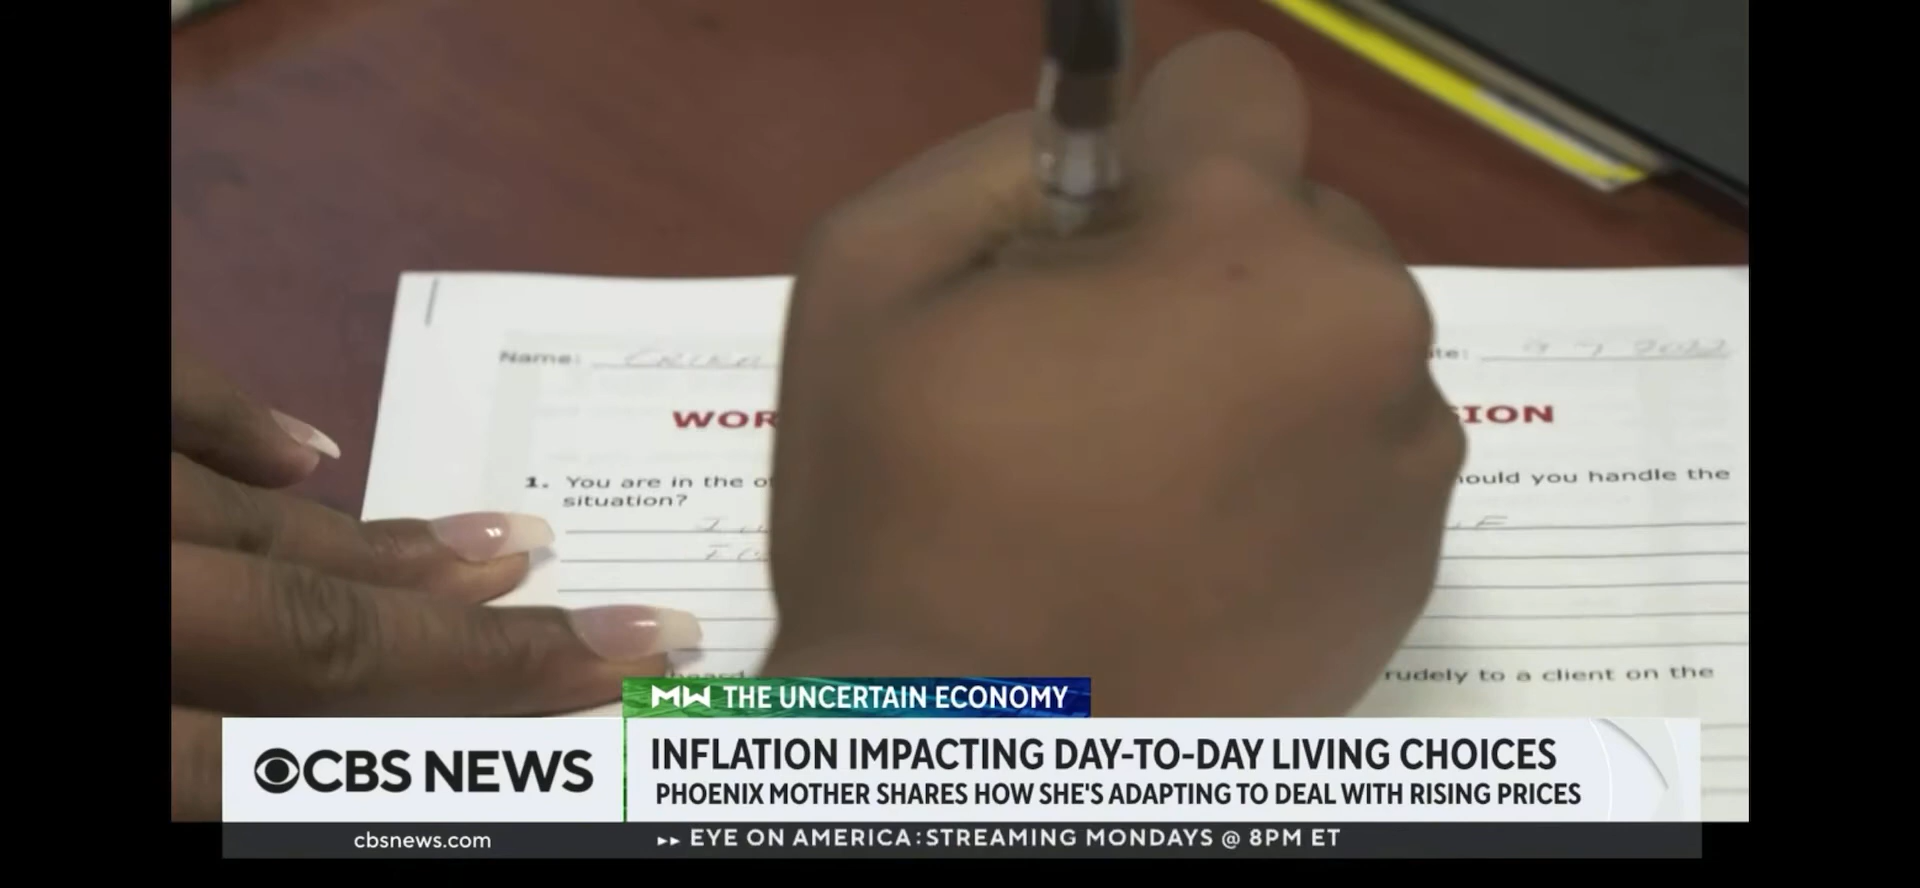 Name:
WOR
SION
1. You are in the o
ould you handle the
situation?
rudely to a client on the
MW THE UNCERTAIN ECONOMY
CBS NEWS
INFLATION IMPACTING DAY-TO-DAY LIVING CHOICES
PHOENIX MOTHER SHARES HOW SHE'S ADAPTING TO DEAL WITH RISING PRICES
cbsnews.com
EYE ON AMERICA: STREAMING MONDAYS @ 8PM ET